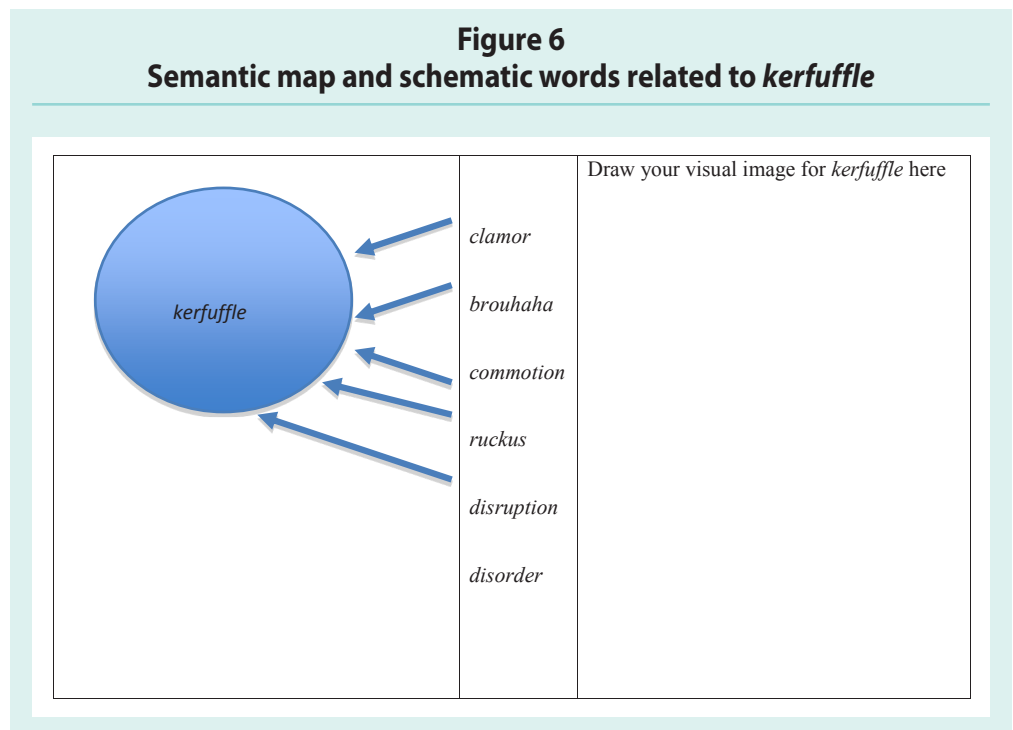 Figure 6
Semantic map and schematic words related to kerfuffle
kerfuffle
clamor
brouhaha
commotion
ruckus
disruption
disorder
Draw your visual image for kerfuffle here